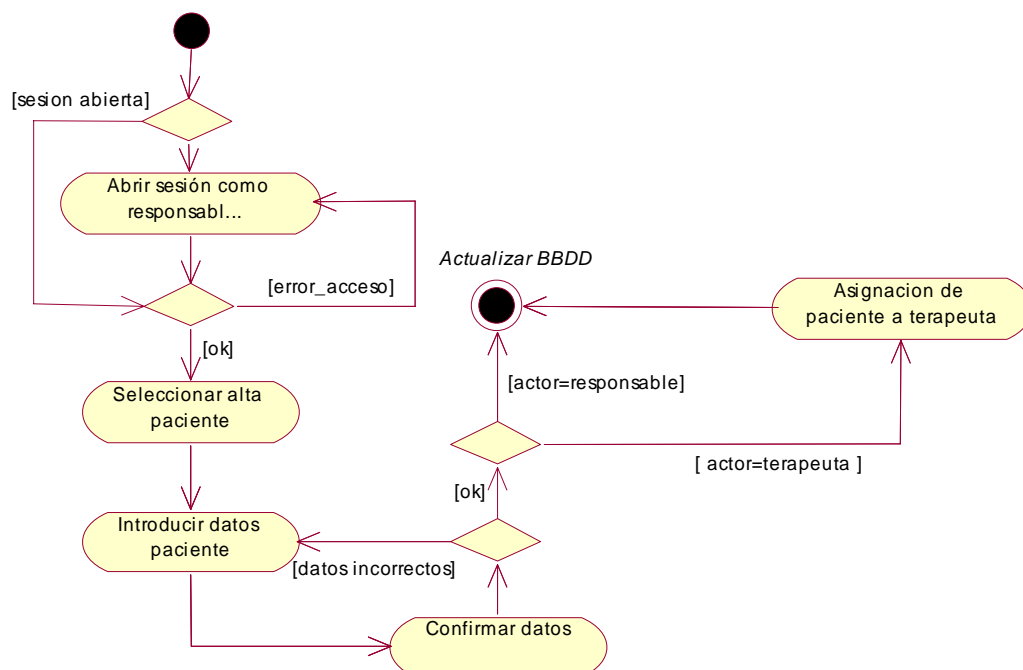 [sesion abierta]
Abrir sesión como
responsabl...
[error_acceso]
[ok]
Seleccionar alta
paciente
Introducir datos
paciente
[datos incorrectos]
Confirmar datos
[ok]
[actor=responsable]
[ actor=terapeuta ]
Actualizar BBDD
Asignacion de
paciente a terapeuta